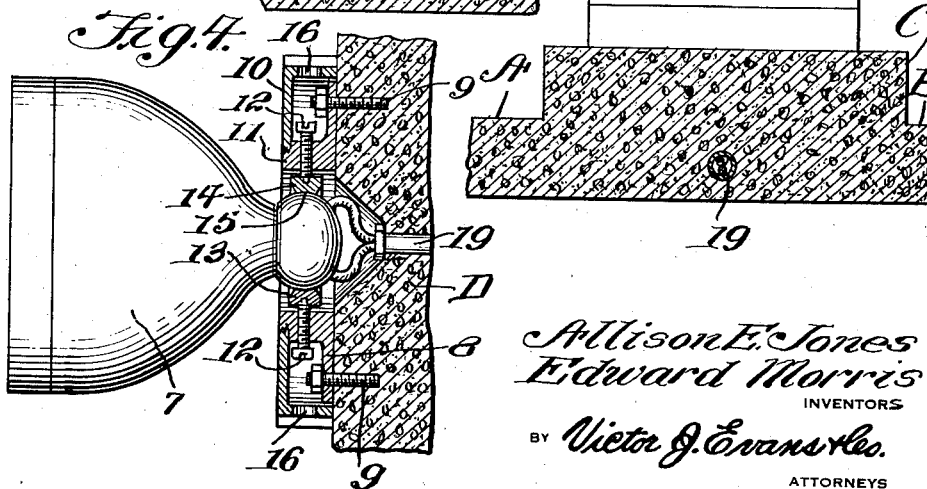 Fig. 4.
16
10
12
11
14
15
13
12
7
16
9
8
D
19
9
A
19
Allison E. Jones
Edward Morris
INVENTORS
BY Victor J. Evans & Co.
ATTORNEYS